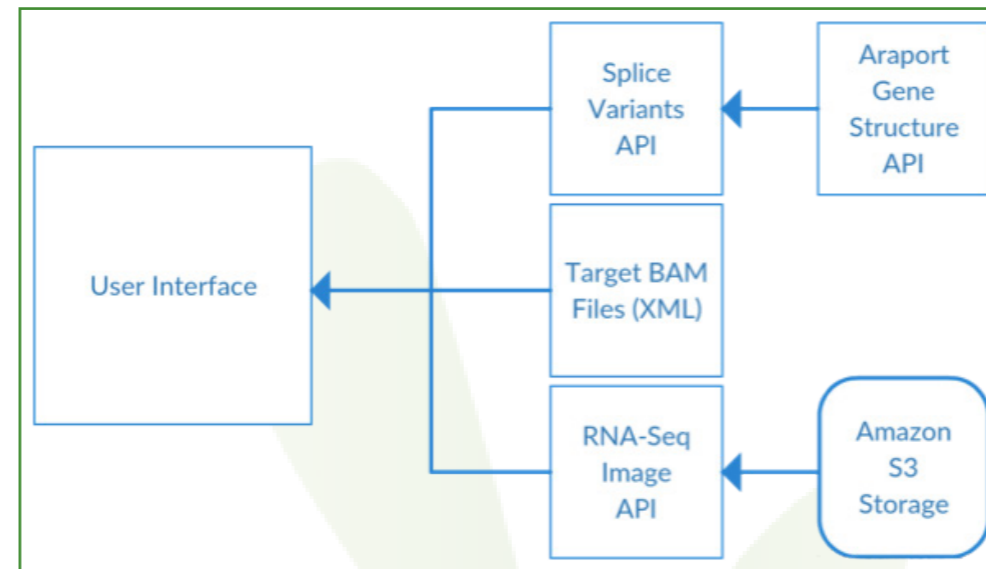 Splice
Variants
API
Araport
Gene
Structure
API
User Interface
Target BAM
Files (XML)
RNA-Seq
Image
API
Amazon
S3
Storage